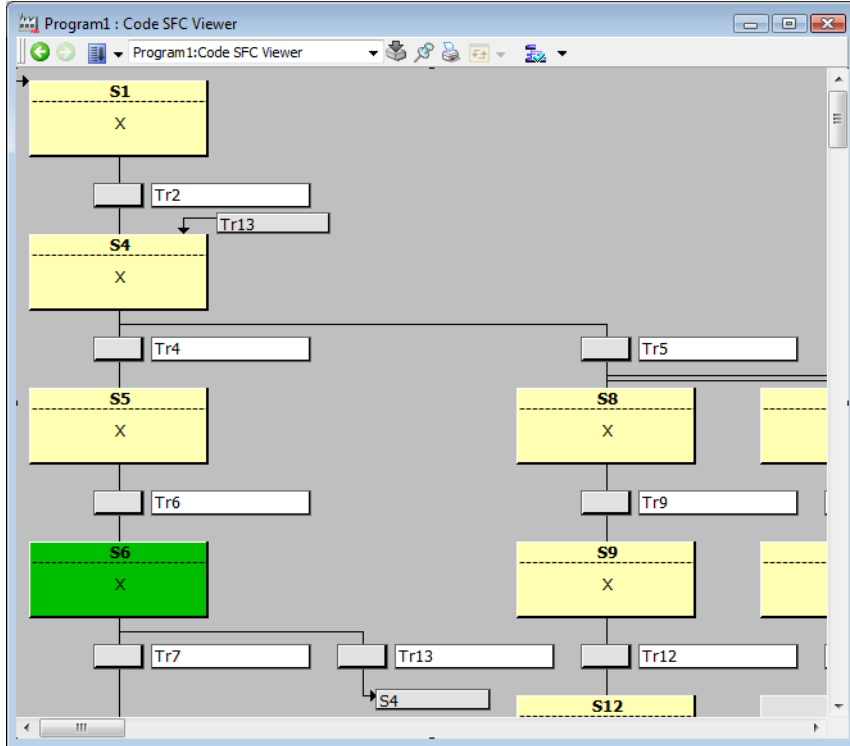 Program1 : Code SFC Viewer
Program1:Code SFC Viewer
S1
X
Tr2
Tr13
S4
X
Tr4
Tr5
S5
X
S8
X
Tr6
Tr9
S6
X
S9
X
Tr7
Tr13
Tr12
S4
S12